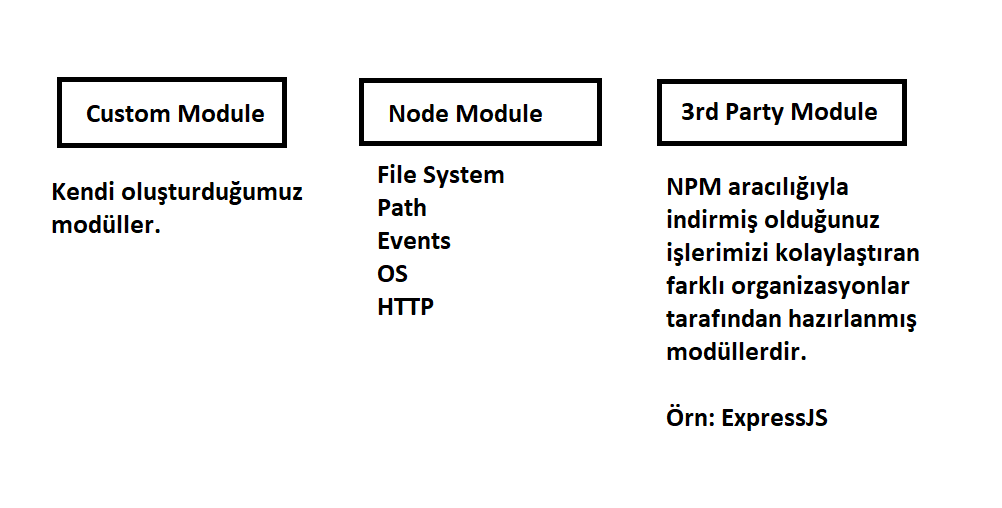 Custom Module
Kendi oluşturduğumuz
modüller.
Node Module
File System
Path
Events
OS
HTTP
3rd Party Module
NPM aracılığıyla
indirmiş olduğunuz
işlerimizi kolaylaştıran
farklı organizasyonlar
tarafından hazırlanmış
modüllerdir.
Örn: ExpressJS